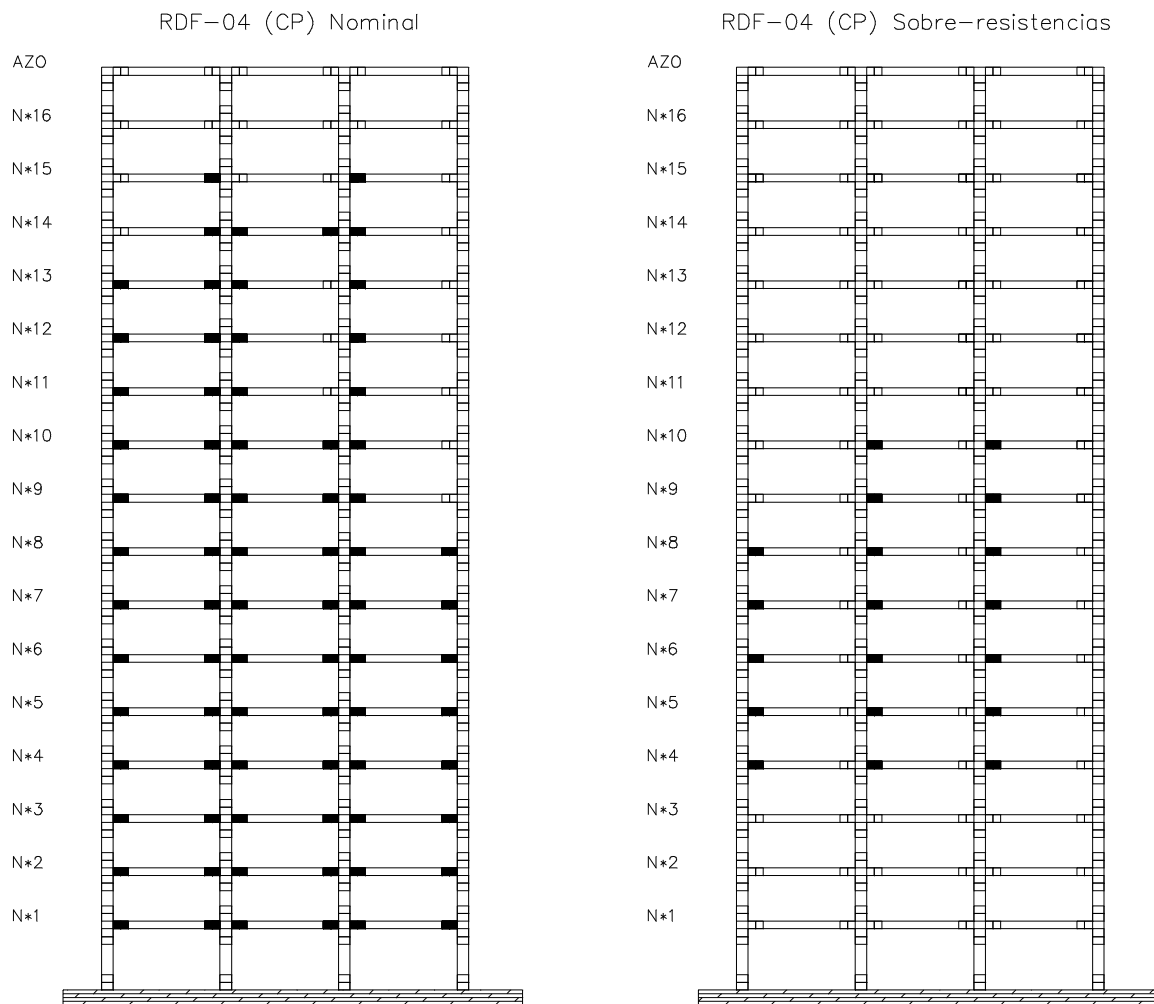 RDF-04 (CP) Nominal
AZO
N*16
N*15
N*14
N*13
N*12
N*11
N*10
N*9
N*8
N*7
N*6
N*5
N*4
N*3
N*2
N*1
RDF-04 (CP) Sobre-resistencias
AZO
N*16
N*15
N*14
N*13
N*12
N*11
N*10
N*9
N*8
N*7
N*6
N*5
N*4
N*3
N*2
N*1